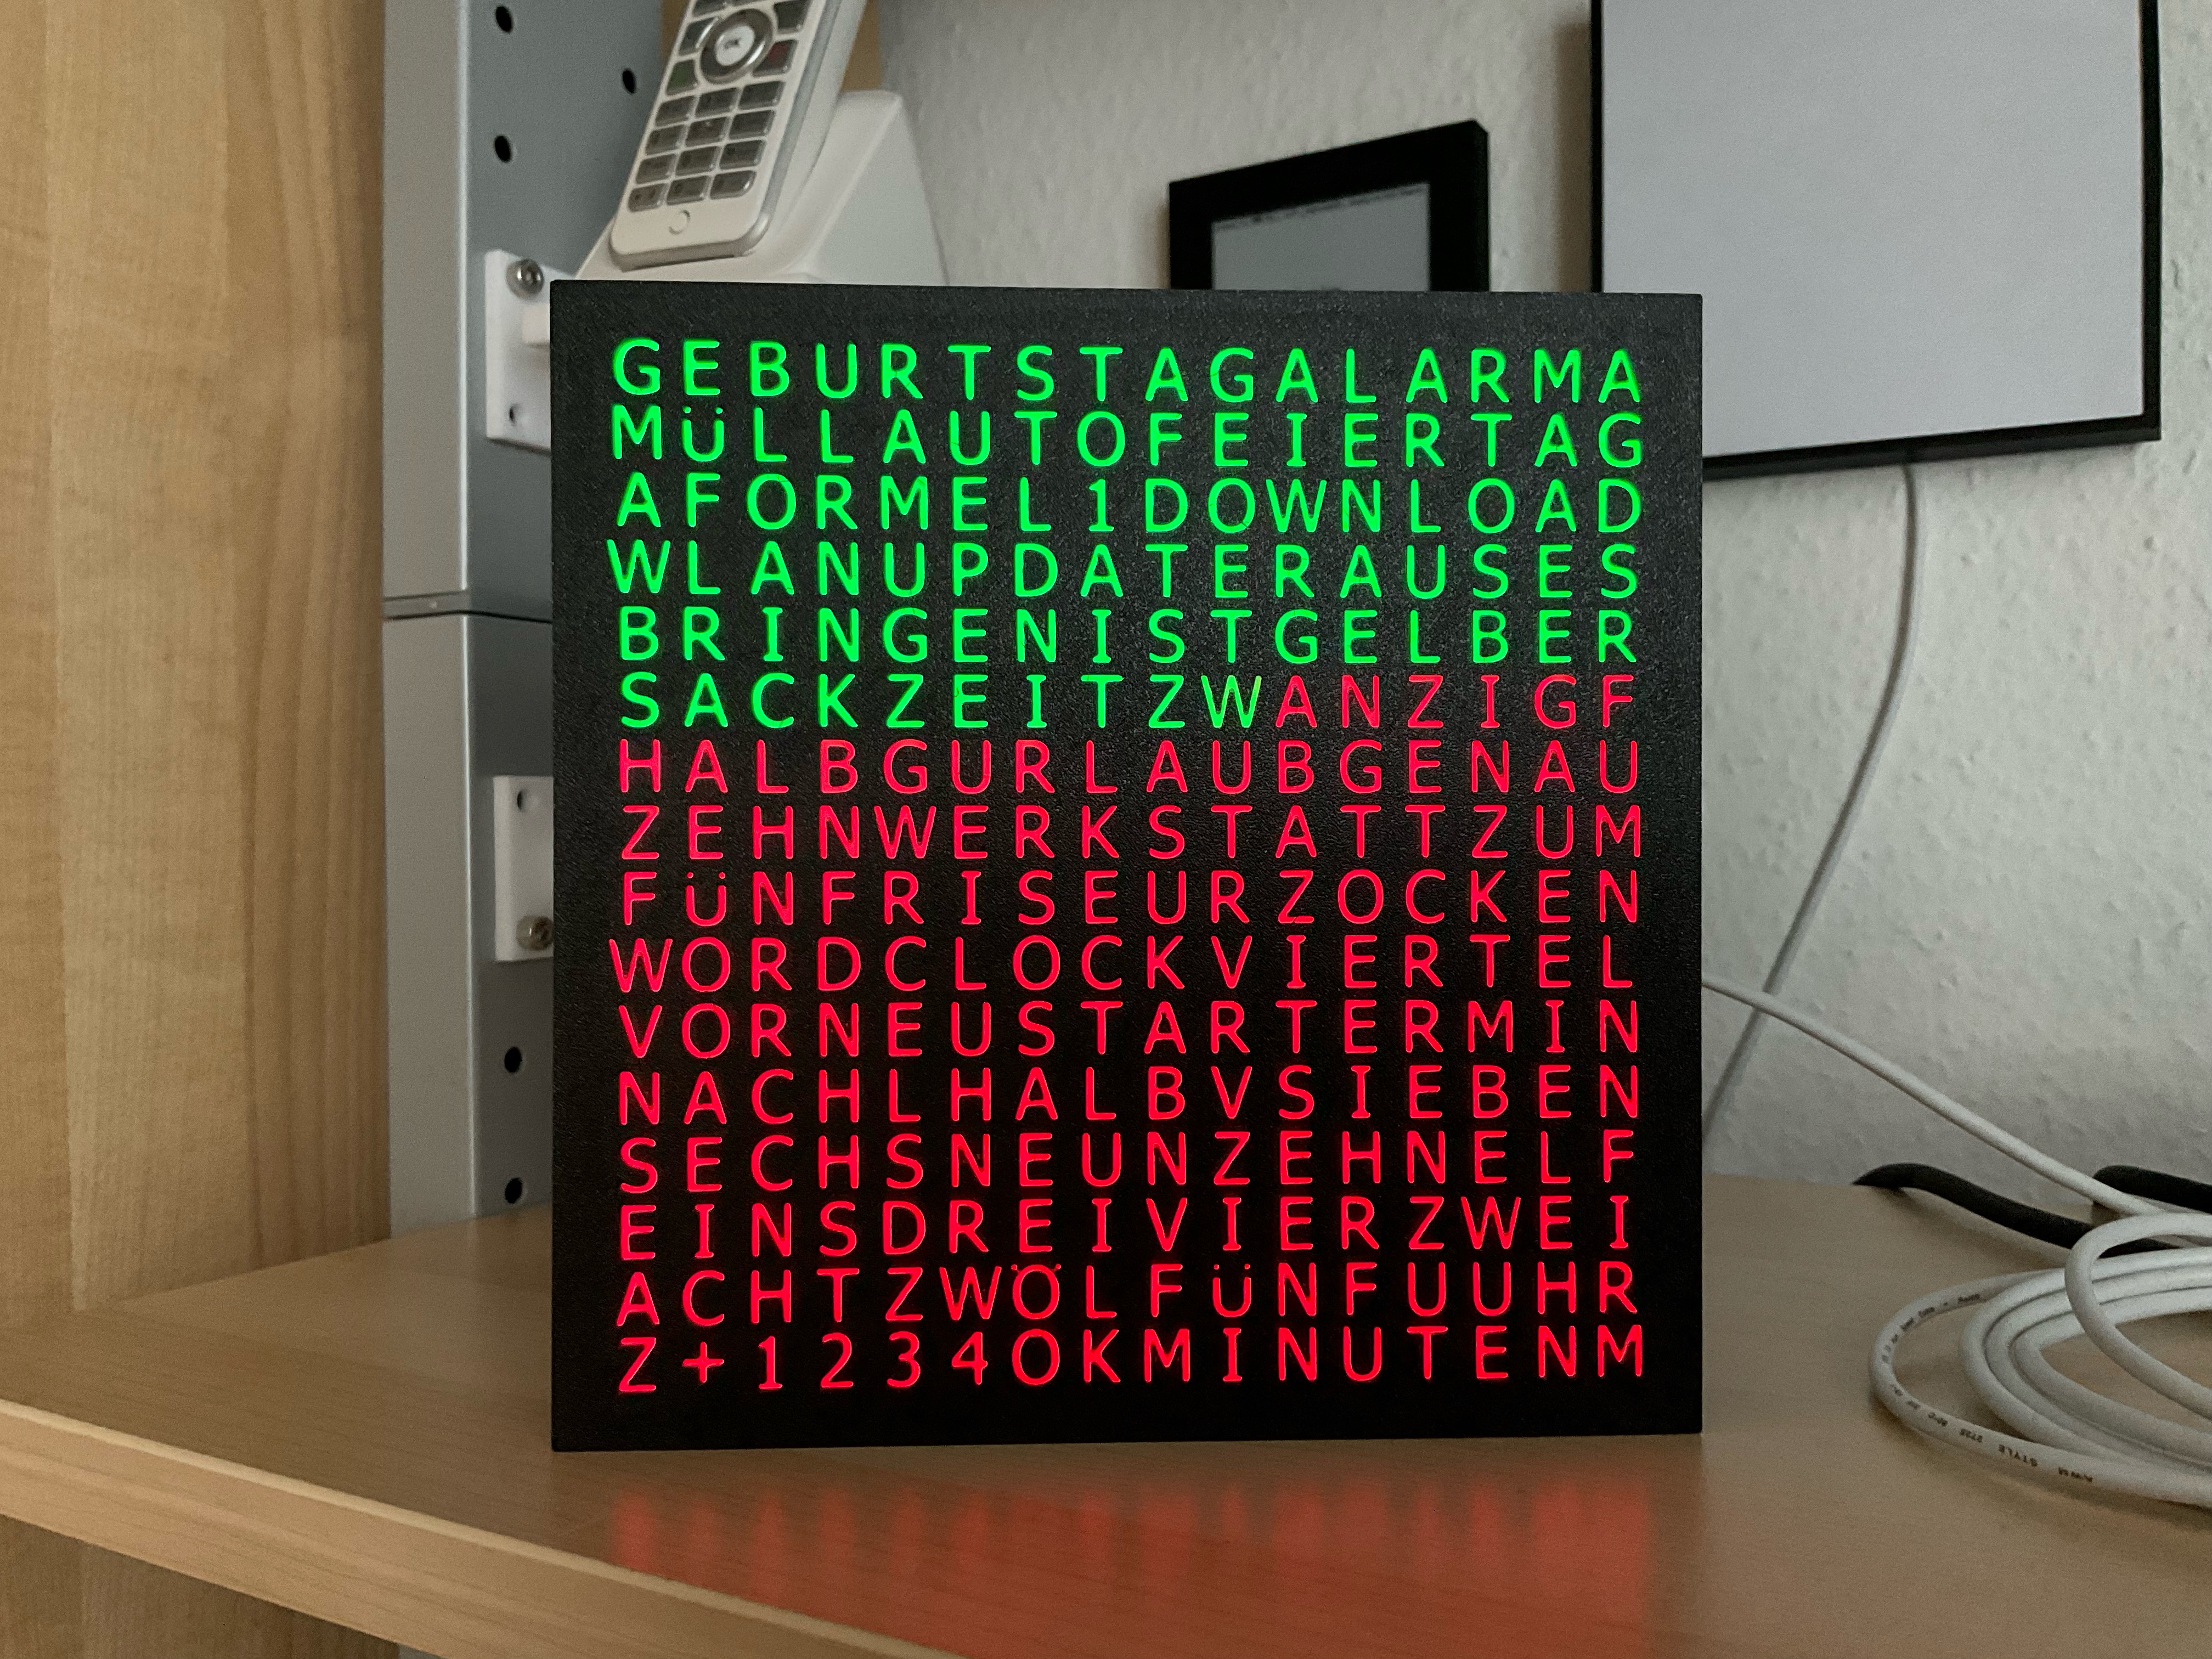 GEBURTSTAGALARMA
MÜLLAUTOFEIERTAG
AFORMEL1DOWNLOAD
WLANUPDATERAUSES
BRINGENISTGELBER
SACKZEITZWANZIGF
HALBGURLAUBGENAU
ZEHNWERKSTATTZUM
FÜNFRISEURZOCKEN
WORDCLOCKVIERTEL
VORNEUSTARTERMIN
NACHLHALBVSIEBEN
SECHSNEUNZEHNELF
EINSDREIVIERZWEI
ACHTZWÖLFÜNFUUHR
Z+1234OKMINUTENM